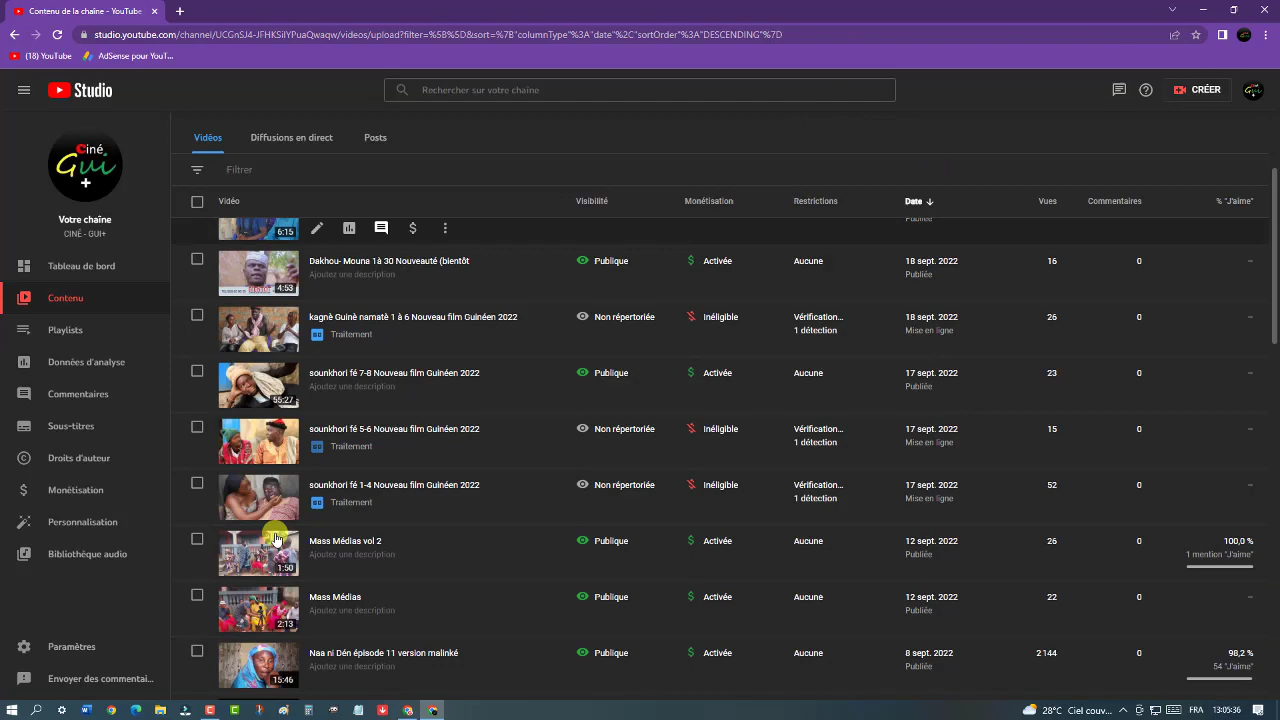 Contenu de la chaîne - YouTube
studio.youtube.com/channel/UCGnSJ4-JFHKSiIYPuaQwaqw/videos/upload?filter=%5B%5D&sort=%7B"columnType"%3A"date"%2C"sortOrder"%3A"DESCENDING"%7D
(18) YouTube
AdSense pour YouT...
Studio
Rechercher sur votre chaîne
CRÉER
Ciné
Gui
+
Votre chaîne
CINÉ - GUI+
Tableau de bord
Contenu
Playlists
Données d'analyse
Commentaires
Sous-titres
Droits d'auteur
Monétisation
Personnalisation
Bibliothèque audio
Paramètres
Envoyer des commentai...
Vidéos Diffusions en direct Posts
Filtrer
Vidéo Visibilité Monétisation Restrictions Date Vues Commentaires % "J'aime"
6:15 Publiée
Dakhou- Mouna 1à 30 Nouveauté (bientôt Publique Activée Aucune 18 sept. 2022 16 0 –
Ajoutez une description Publiée
4:53
kagnè Guinè namatè 1 à 6 Nouveau film Guinéen 2022 Non répertoriée Inéligible Vérification... 18 sept. 2022 26 0 –
Traitement 1 détection Mise en ligne
sounkhori fé 7-8 Nouveau film Guinéen 2022 Publique Activée Aucune 17 sept. 2022 23 0 –
Ajoutez une description Publiée
55:27
sounkhori fé 5-6 Nouveau film Guinéen 2022 Non répertoriée Inéligible Vérification... 17 sept. 2022 15 0 –
Traitement 1 détection Mise en ligne
sounkhori fé 1-4 Nouveau film Guinéen 2022 Non répertoriée Inéligible Vérification... 17 sept. 2022 52 0 –
Traitement 1 détection Mise en ligne
Mass Médias vol 2 Publique Activée Aucune 12 sept. 2022 26 0 100,0 %
Ajoutez une description Publiée 1 mention "J'aime"
1:50
Mass Médias Publique Activée Aucune 12 sept. 2022 22 0 –
Ajoutez une description Publiée
2:13
Naa ni Dén épisode 11 version malinké Publique Activée Aucune 8 sept. 2022 2 144 0 98,2 %
Ajoutez une description Publiée 54 "J'aime"
15:46
28°C Ciel couv... FRA 05:05:36